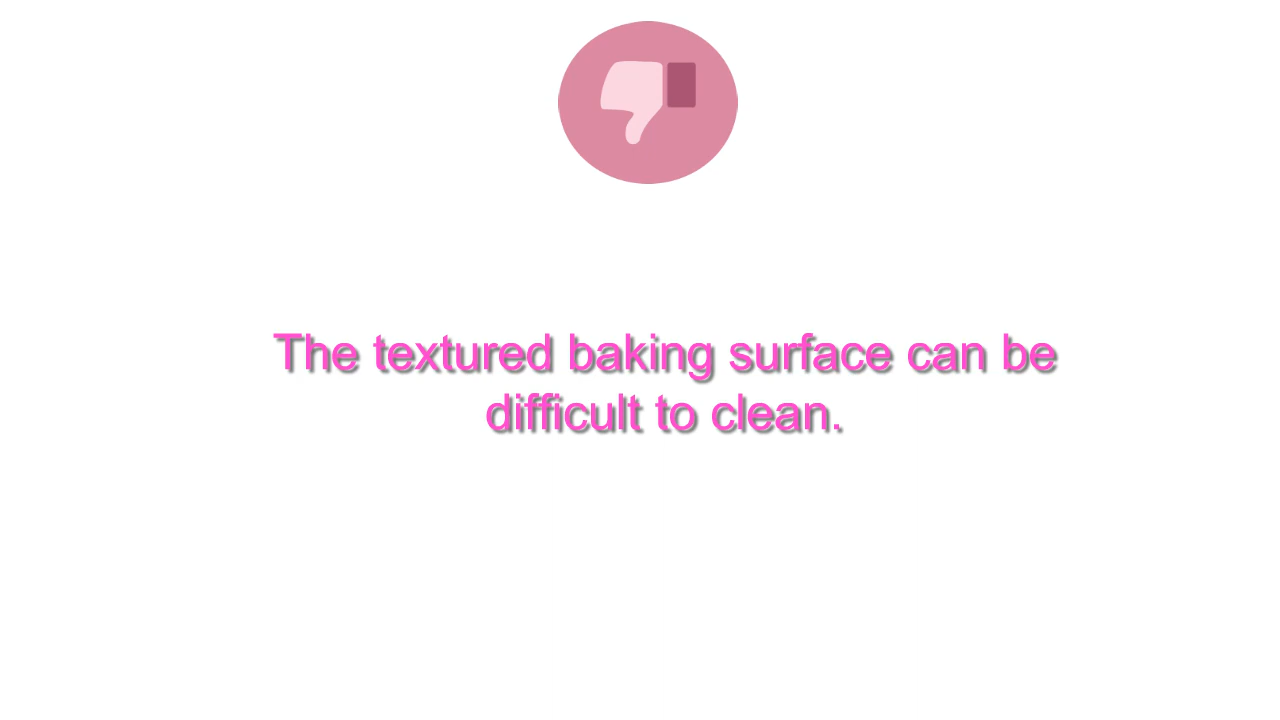 The textured baking surface can be
difficult to clean.